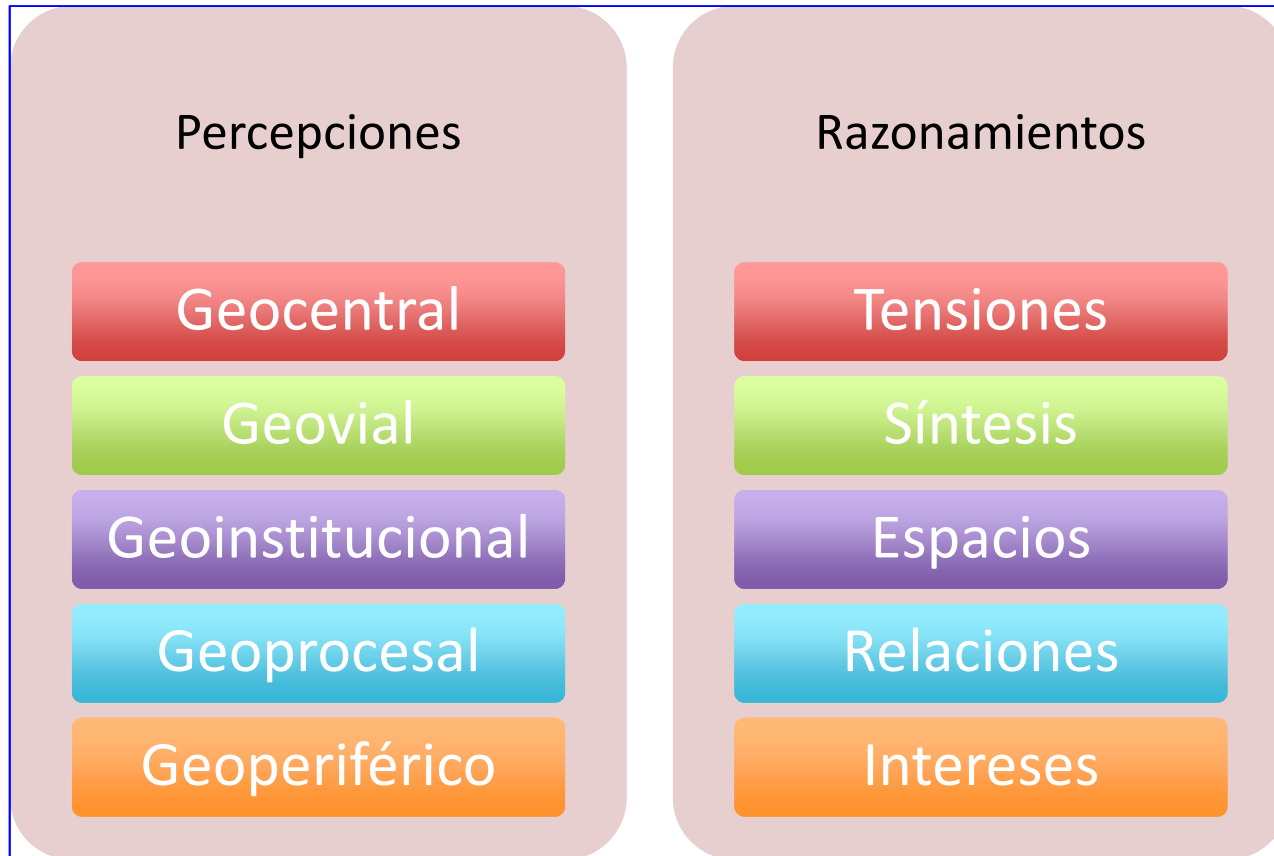 Percepciones
Geocentral
Geovial
Geoinstitucional
Geoprocesal
Geoperiférico
Razonamientos
Tensiones
Síntesis
Espacios
Relaciones
Intereses